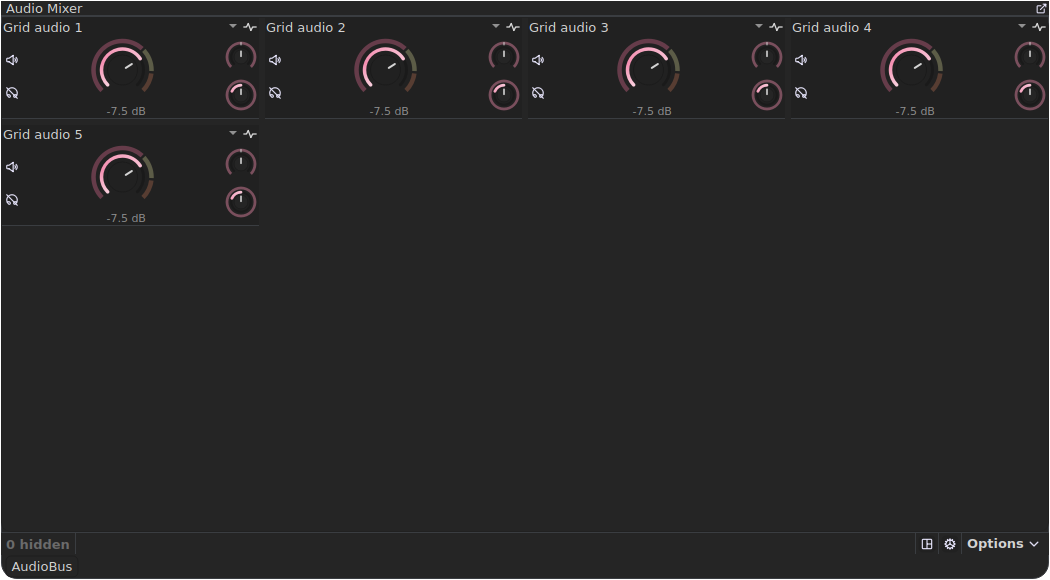 Audio Mixer
Grid audio 1
Grid audio 2
Grid audio 3
Grid audio 4
-7.5 dB
-7.5 dB
-7.5 dB
-7.5 dB
Grid audio 5
-7.5 dB
0 hidden
Options
AudioBus